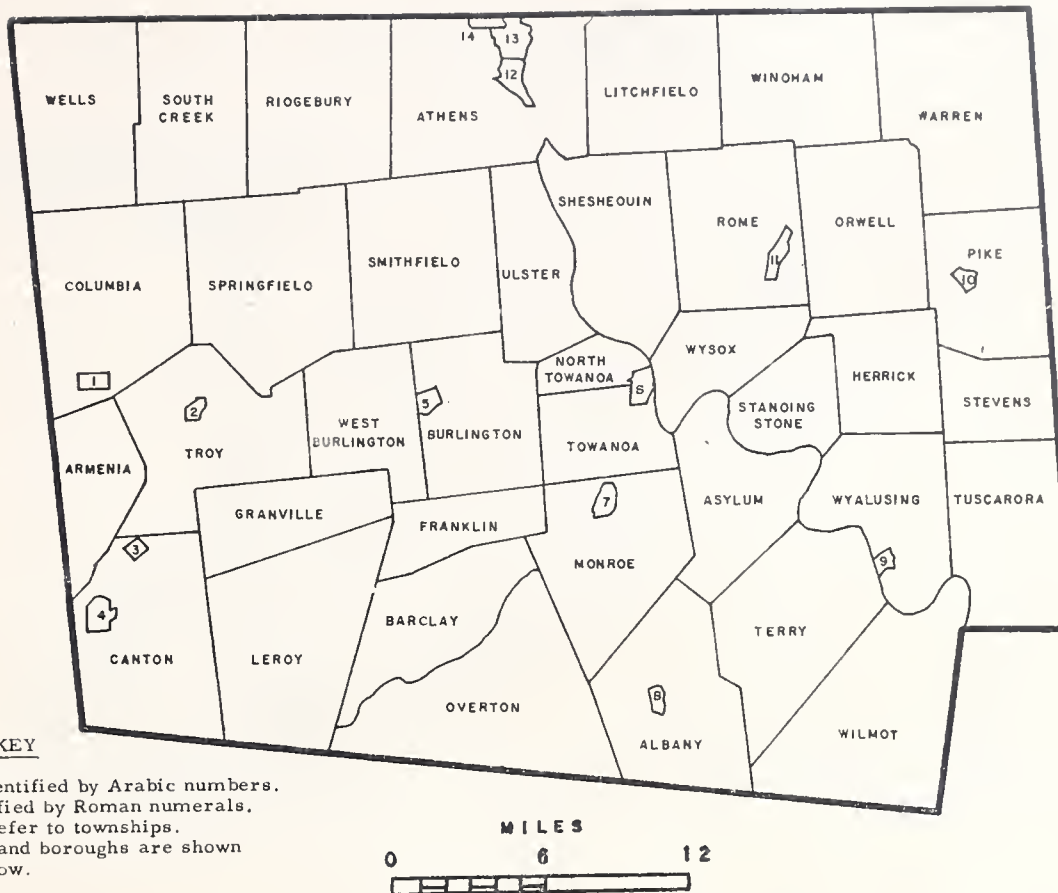 14
13
12
WELLS
SOUTH
CREEK
RIOGEBURY
ATHENS
LITCHFIELD
WINOHAM
WARREN
SHESHEOUIN
ROME
11
ORWELL
PIKE
10
COLUMBIA
SPRINGFIELD
SMITHFIELD
ULSTER
1
2
TROY
WEST
BURLINGTON
5
BURLINGTON
NORTH
TOWANOA
6
WYSOX
HERRICK
STEVENS
STANOING
STONE
TOWANOA
ARMENIA
GRANVILLE
FRANKLIN
7
MONROE
ASYLUM
WYALUSING
TUSCARORA
9
3
4
CANTON
LEROY
BARCLAY
OVERTON
TERRY
8
ALBANY
WILMOT
KEY
entified by Arabic numbers.
fied by Roman numerals.
efer to townships.
and boroughs are shown
ow.
MILES
0 6 12